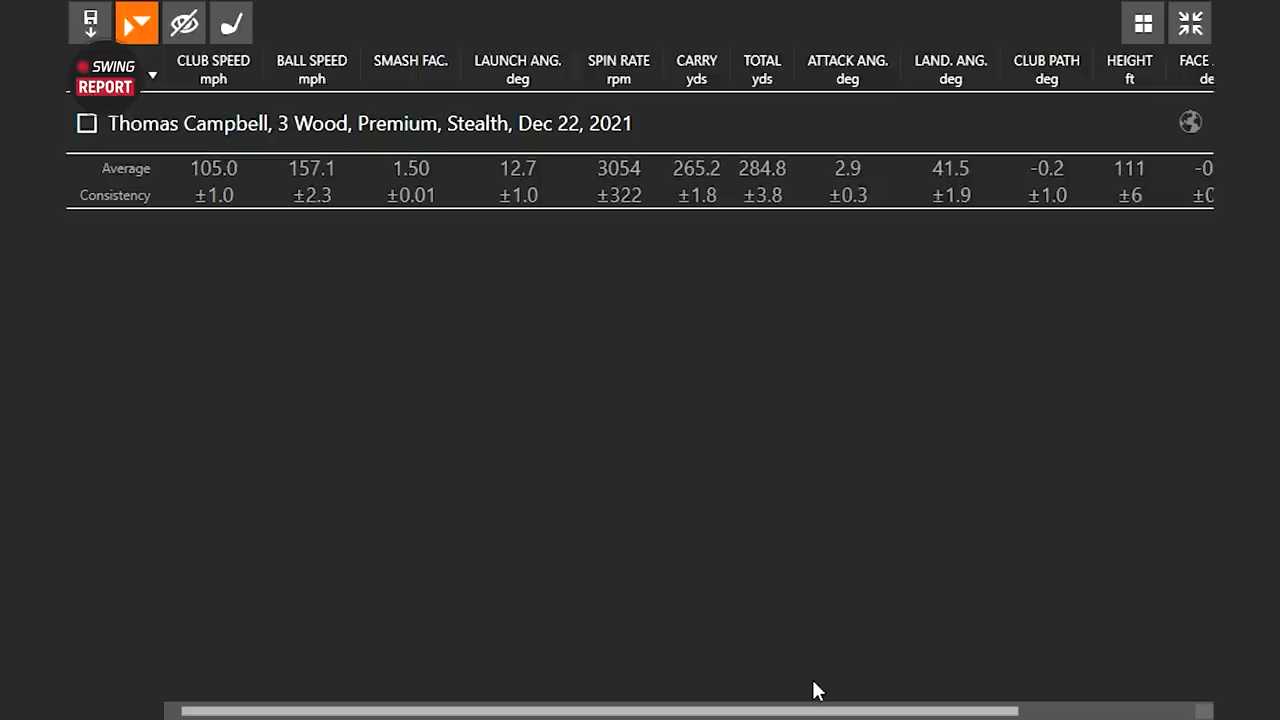 CLUB SPEED BALL SPEED SMASH FAC. LAUNCH ANG. SPIN RATE CARRY TOTAL ATTACK ANG. LAND. ANG. CLUB PATH HEIGHT FACE
mph mph deg rpm yds yds deg deg deg ft de
SWING
REPORT
Thomas Campbell, 3 Wood, Premium, Stealth, Dec 22, 2021
Average 105.0 157.1 1.50 12.7 3054 265.2 284.8 2.9 41.5 -0.2 111 -0
Consistency ±1.0 ±2.3 ±0.01 ±1.0 ±322 ±1.8 ±3.8 ±0.3 ±1.9 ±1.0 ±6 ±0